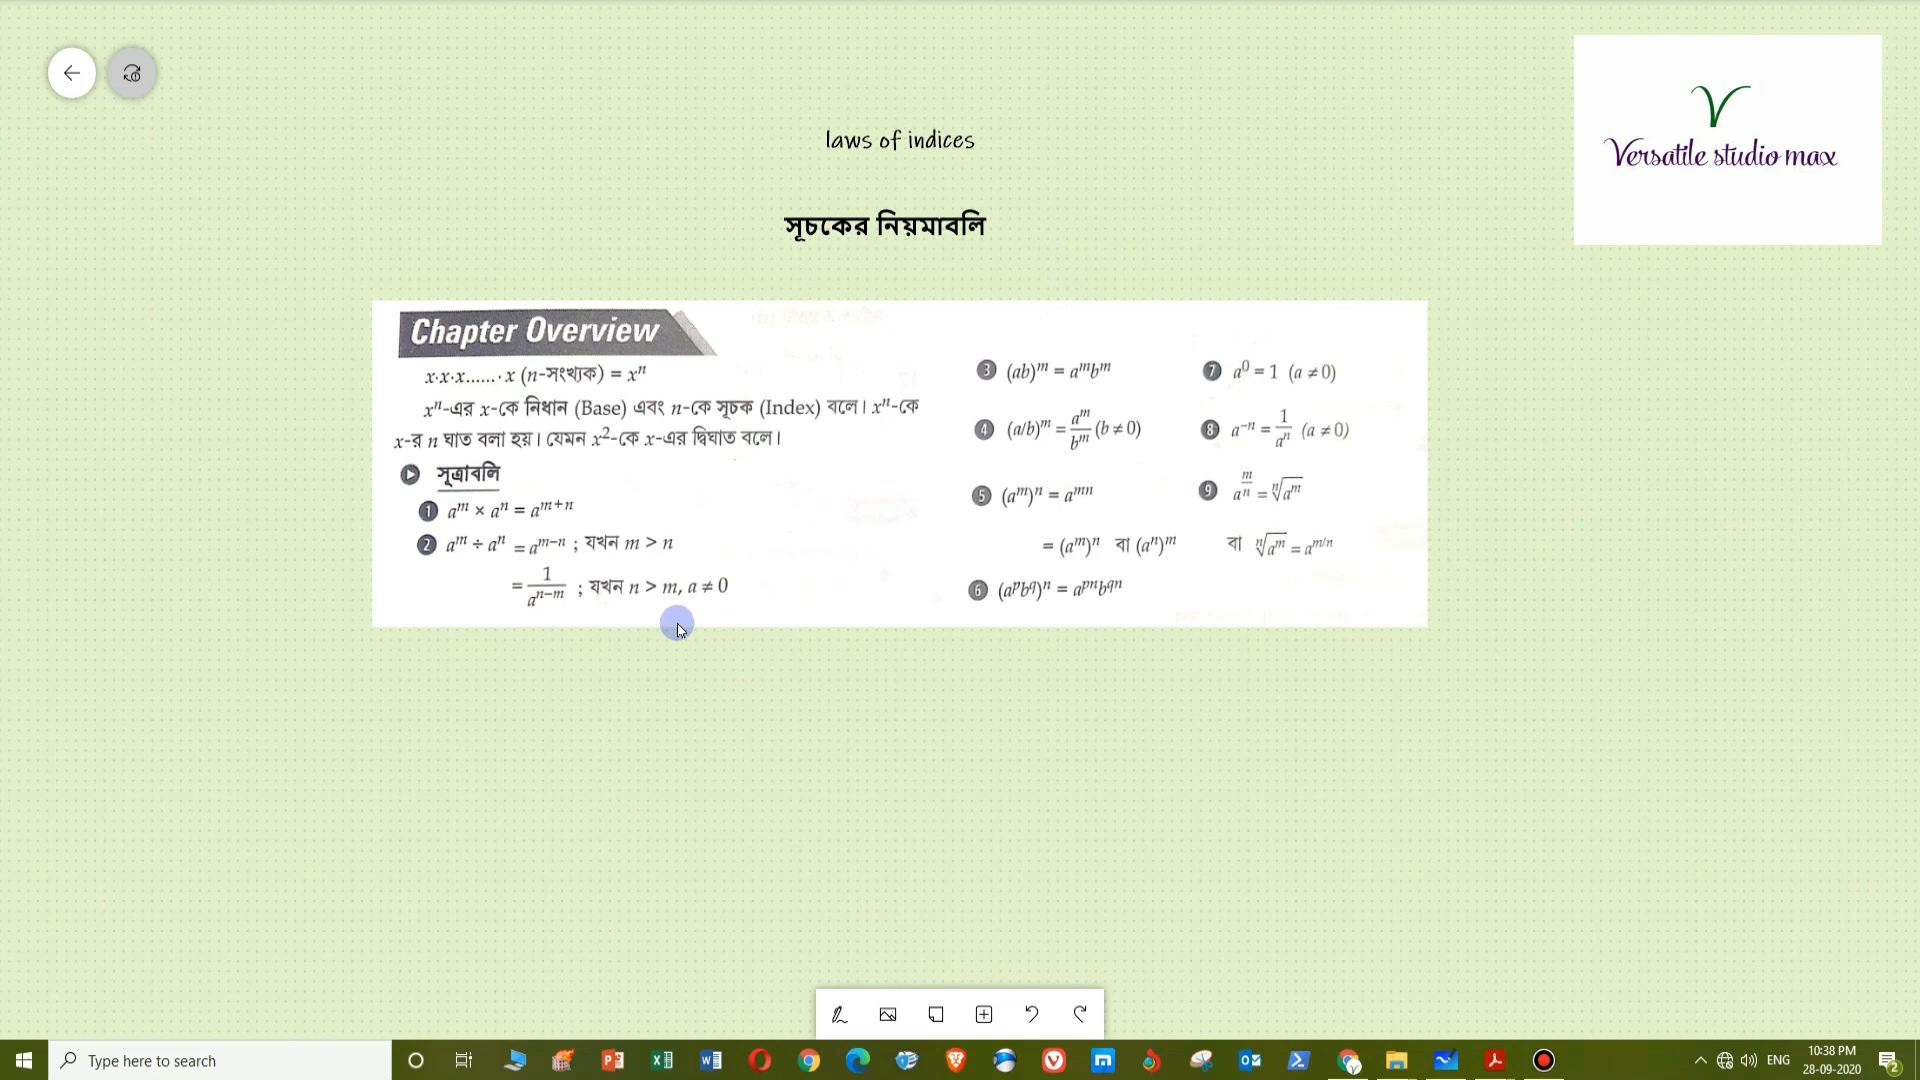 laws of indices
Versatile studio max
সূচকের নিয়মাবলি
Chapter Overview
x·x·x......· x (n-সংখ্যক) = xⁿ
xⁿ-এর x-কে নিধান (Base) এবং n-কে সূচক (Index) বলে। xⁿ-কে
x-র n ঘাত বলা হয়। যেমন x²-কে x-এর দ্বিঘাত বলে।
সূত্রাবলি
1 aᵐ × aⁿ = aᵐ⁺ⁿ
2 aᵐ ÷ aⁿ = aᵐ⁻ⁿ ; যখন m > n
= 1/aⁿ⁻ᵐ ; যখন n > m, a ≠ 0
3 (ab)ᵐ = aᵐbᵐ
4 (a/b)ᵐ = aᵐ/bᵐ (b ≠ 0)
5 (aᵐ)ⁿ = aᵐⁿ
= (aᵐ)ⁿ বা (aⁿ)ᵐ
6 (a^p b^q)^n = a^pn b^qn
7 a⁰ = 1 (a ≠ 0)
8 a⁻ⁿ = 1/aⁿ (a ≠ 0)
9 a^(m/n) = ⁿ√aᵐ
বা ⁿ√aᵐ = a^m/n
Type here to search
ENG
10:38 PM
28-09-2020
2